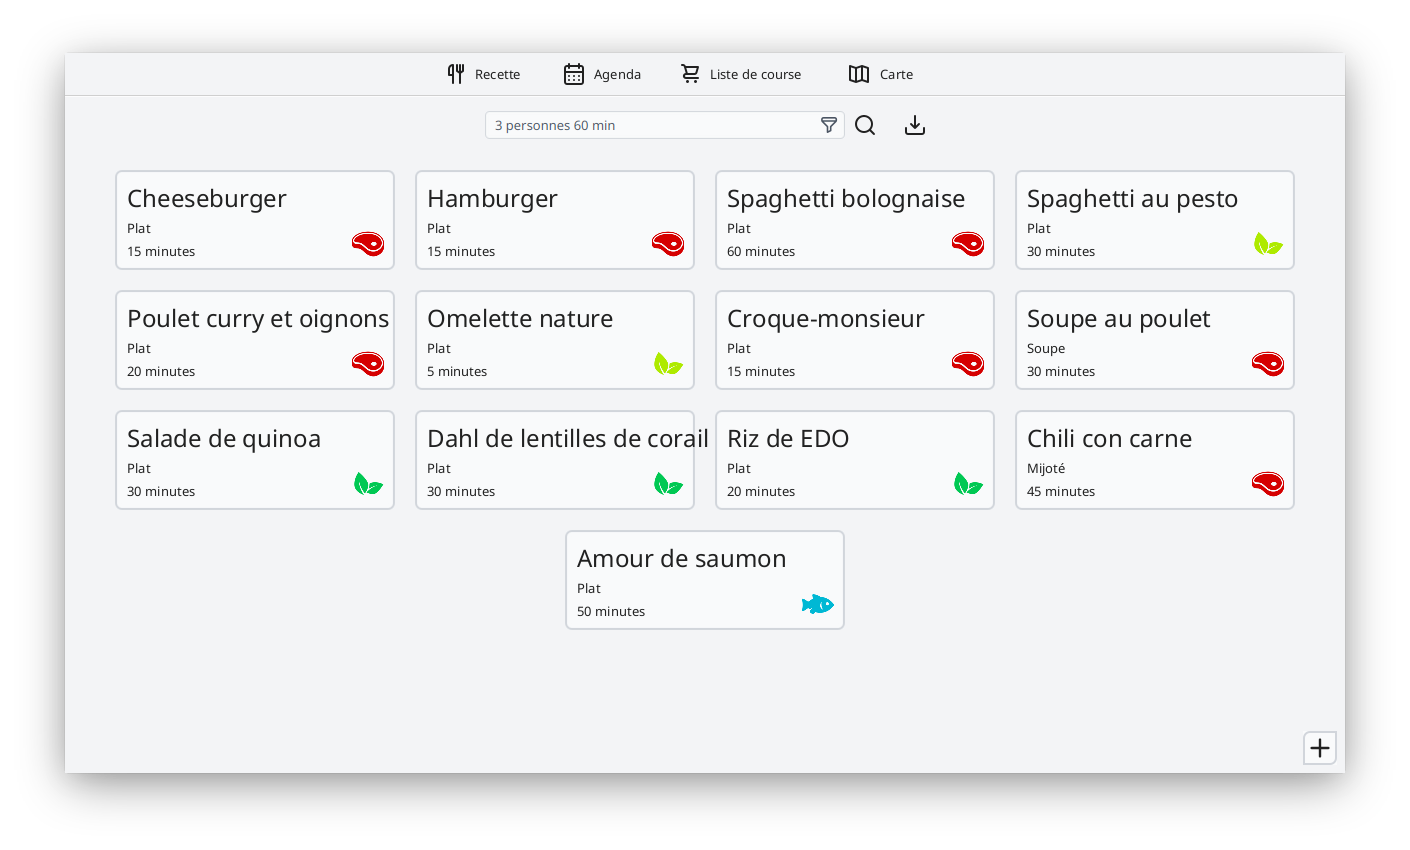 Recette
Agenda
Liste de course
Carte
3 personnes 60 min
Cheeseburger
Plat
15 minutes
Hamburger
Plat
15 minutes
Spaghetti bolognaise
Plat
60 minutes
Spaghetti au pesto
Plat
30 minutes
Poulet curry et oignons
Plat
20 minutes
Omelette nature
Plat
5 minutes
Croque-monsieur
Plat
15 minutes
Soupe au poulet
Soupe
30 minutes
Salade de quinoa
Plat
30 minutes
Dahl de lentilles de corail
Plat
30 minutes
Riz de EDO
Plat
20 minutes
Chili con carne
Mijoté
45 minutes
Amour de saumon
Plat
50 minutes